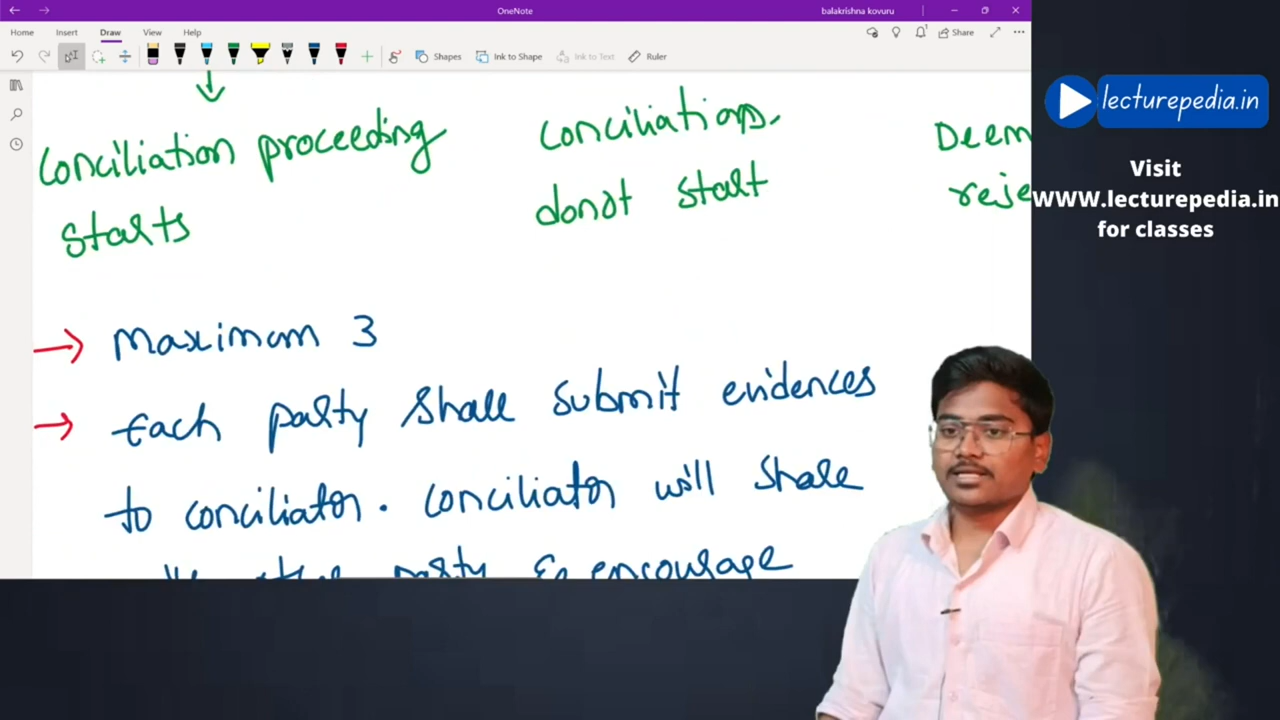 OneNote
balakrishna kovuru
Home Insert Draw View Help
Share
Shapes Ink to Shape Ink to Text Ruler
lecturepedia.in
Visit
WWW.lecturepedia.in
for classes
Conciliation proceeding
starts
Conciliations
donot start
Deem
reje
Maximum 3
Each party shall submit evidences
to conciliator. Conciliator will share
party & encourage